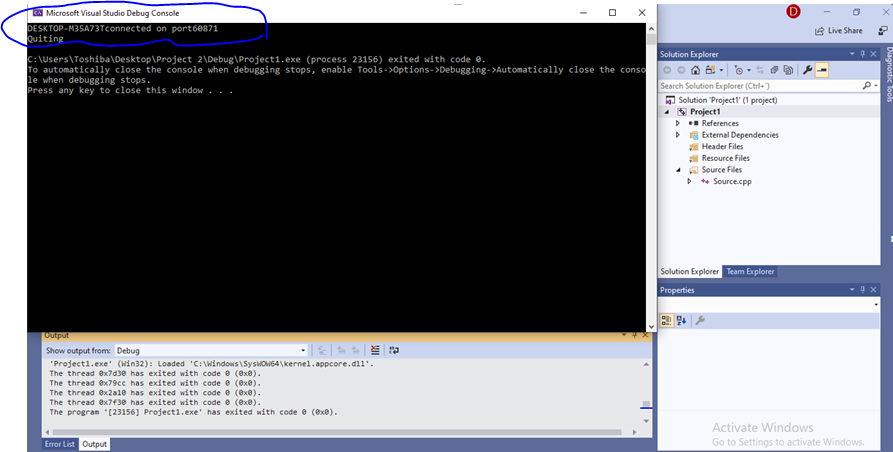 Microsoft Visual Studio Debug Console
DESKTOP-M35A73Tconnected on port60871
Quiting
C:\Users\Toshiba\Desktop\Project 2\Debug\Project1.exe (process 23156) exited with code 0.
To automatically close the console when debugging stops, enable Tools->Options->Debugging->Automatically close the conso
le when debugging stops.
Press any key to close this window . . .
D
Live Share
Solution Explorer
Search Solution Explorer (Ctrl+¨)
Solution 'Project1' (1 project)
Project1
References
External Dependencies
Header Files
Resource Files
Source Files
Source.cpp
Solution Explorer
Team Explorer
Properties
Diagnostic Tools
Output
Show output from:
Debug
'Project1.exe' (Win32): Loaded 'C:\Windows\SysWOW64\kernel.appcore.dll'.
The thread 0x7d30 has exited with code 0 (0x0).
The thread 0x79cc has exited with code 0 (0x0).
The thread 0x2a10 has exited with code 0 (0x0).
The thread 0x7f30 has exited with code 0 (0x0).
The program '[23156] Project1.exe' has exited with code 0 (0x0).
Error List
Output
Activate Windows
Go to Settings to activate Windows.